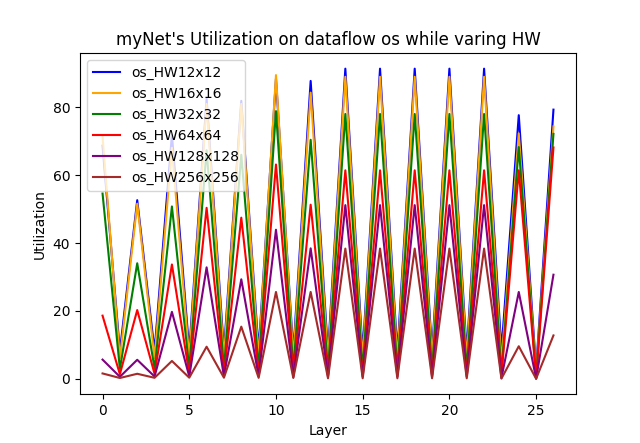 myNet's Utilization on dataflow os while varing HW
os_HW12x12
os_HW16x16
os_HW32x32
os_HW64x64
os_HW128x128
os_HW256x256
80
60
40
20
0
Utilization
0 5 10 15 20 25
Layer